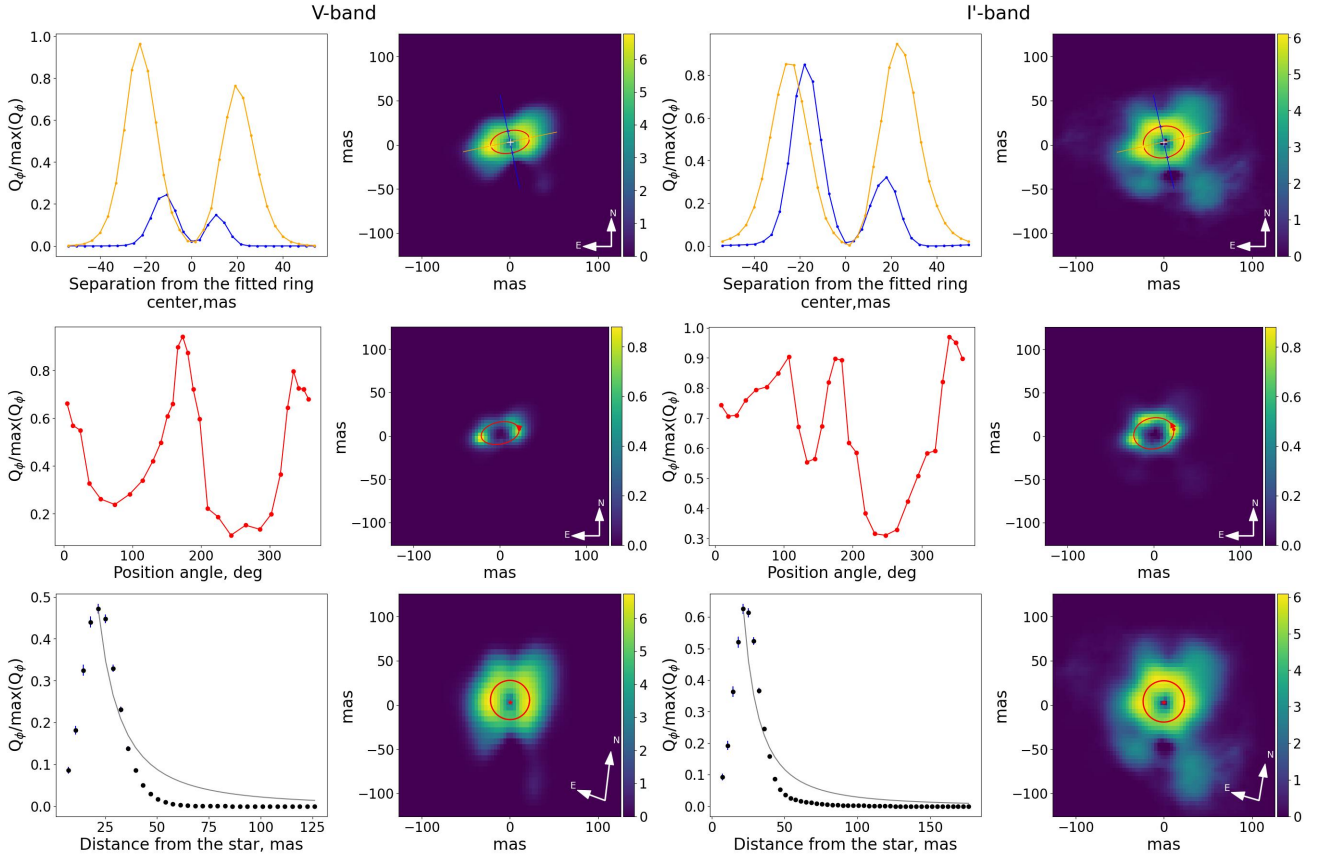 V-band
I'-band
1.0
0.8
0.6
0.4
0.2
0.0
−40 −20 0 20 40
Q𝜙/max(Q𝜙)
Separation from the fitted ring
center,mas
100
50
0
−50
−100
−100 0 100
mas
mas
N
E
6
5
4
3
2
1
0
0.8
0.6
0.4
0.2
0.0
−40 −20 0 20 40
Q𝜙/max(Q𝜙)
Separation from the fitted ring
center,mas
100
50
0
−50
−100
−100 0 100
mas
mas
N
E
6
5
4
3
2
1
0
0.8
0.6
0.4
0.2
0 100 200 300
Q𝜙/max(Q𝜙)
Position angle, deg
100
50
0
−50
−100
−100 0 100
mas
mas
N
E
0.8
0.6
0.4
0.2
0.0
1.0
0.9
0.8
0.7
0.6
0.5
0.4
0.3
0 100 200 300
Q𝜙/max(Q𝜙)
Position angle, deg
100
50
0
−50
−100
−100 0 100
mas
mas
N
E
0.8
0.6
0.4
0.2
0.0
0.5
0.4
0.3
0.2
0.1
0.0
25 50 75 100 125
Q𝜙/max(Q𝜙)
Distance from the star, mas
100
50
0
−50
−100
−100 0 100
mas
mas
N
E
6
5
4
3
2
1
0
0.6
0.5
0.4
0.3
0.2
0.1
0.0
0 50 100 150
Q𝜙/max(Q𝜙)
Distance from the star, mas
100
50
0
−50
−100
−100 0 100
mas
mas
N
E
6
5
4
3
2
1
0